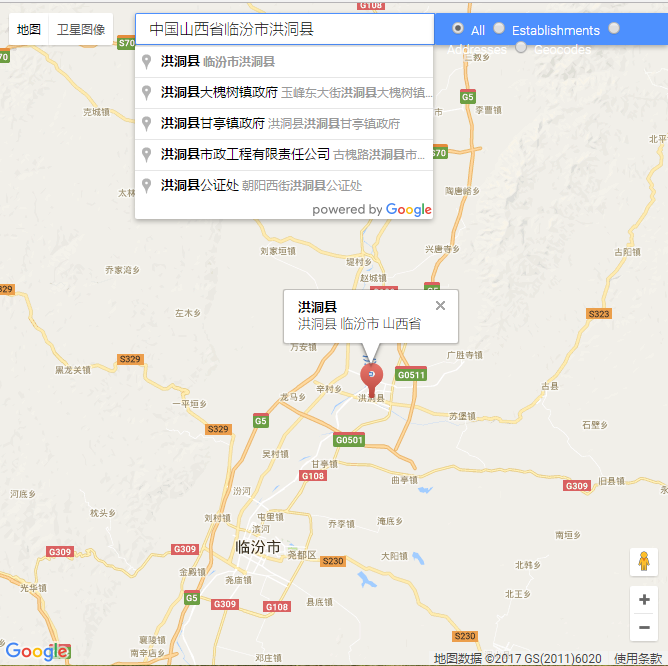 G108
地图 卫星图像
S70
中国山西省临汾市洪洞县
All Establishments
Addresses Geocodes
70
洪洞县 临汾市洪洞县
洪洞县大槐树镇政府 玉峰东大街洪洞县大槐树镇...
洪洞县甘亭镇政府 洪洞县洪洞县甘亭镇政府
洪洞县市政工程有限责任公司 古槐路洪洞县市...
洪洞县公证处 朝阳西街洪洞县公证处
powered by Google
三教乡
G5
李曹镇
克城镇
北平
S70
太林
陶唐峪乡
刘家垣镇
兴唐寺乡
古阳镇
堤村乡
乔家湾乡
赵城镇
329
G5
洪洞县
洪洞县 临汾市 山西省
左木乡
S323
万安镇
广胜寺镇
S329
黑龙关镇
G0511
辛村乡
古县
龙马乡
洪洞县
一平垣乡
苏堡镇
G5
石壁乡
S329
G0501
吴村镇
甘亭镇
G108
曲亭镇
旧县镇
G309
汾河
河底乡
永
枕头乡
刘村镇
屯里镇
滨河
乔李镇
淹底乡
南垣乡
临汾市
G309
G309
尧都区
大阳镇
S230
北韩乡
金殿镇
光华镇
尧庙镇
G5
G309
G108
县底镇
北王乡
襄陵镇
S230
南辛店乡
邓庄镇
Google
地图数据 ©2017 GS(2011)6020 使用条款